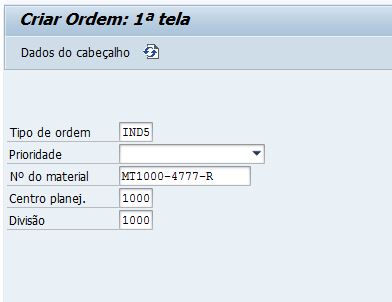 Criar Ordem: 1ª tela
Dados do cabeçalho
Tipo de ordem IND5
Prioridade
Nº do material MT1000-4777-R
Centro planej. 1000
Divisão 1000